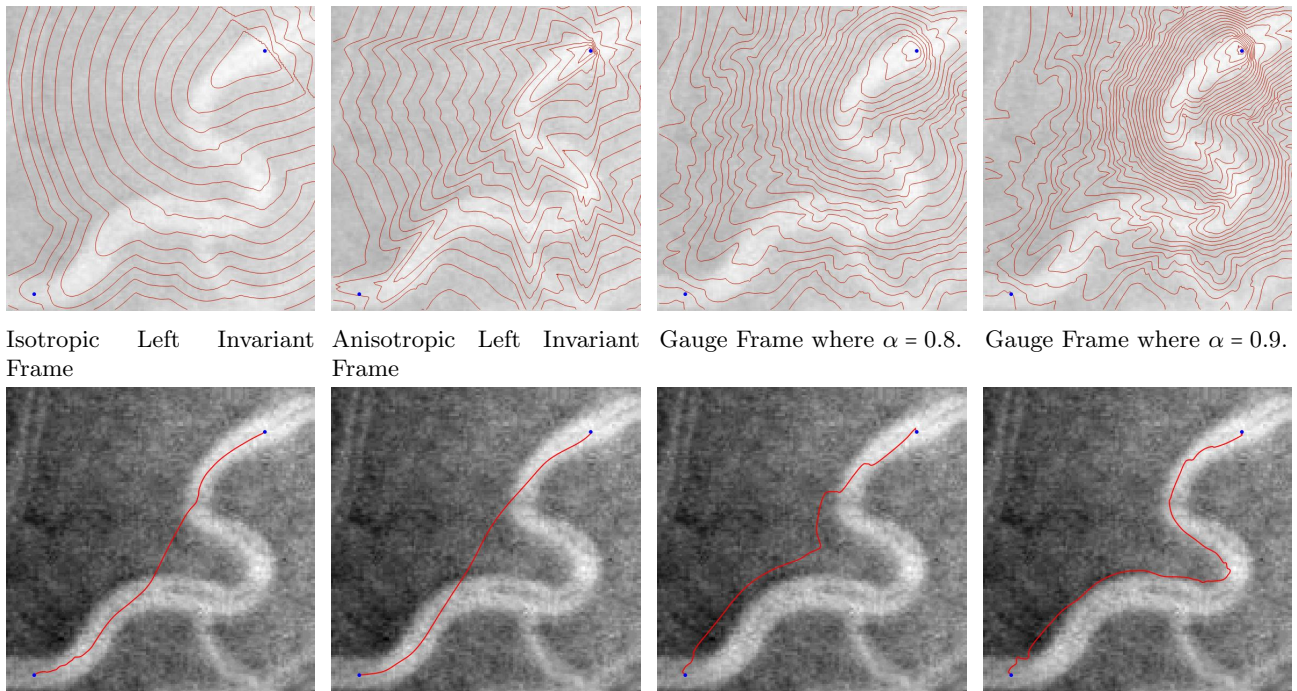 Isotropic Left Invariant
Frame
Anisotropic Left Invariant
Frame
Gauge Frame where α = 0.8.
Gauge Frame where α = 0.9.